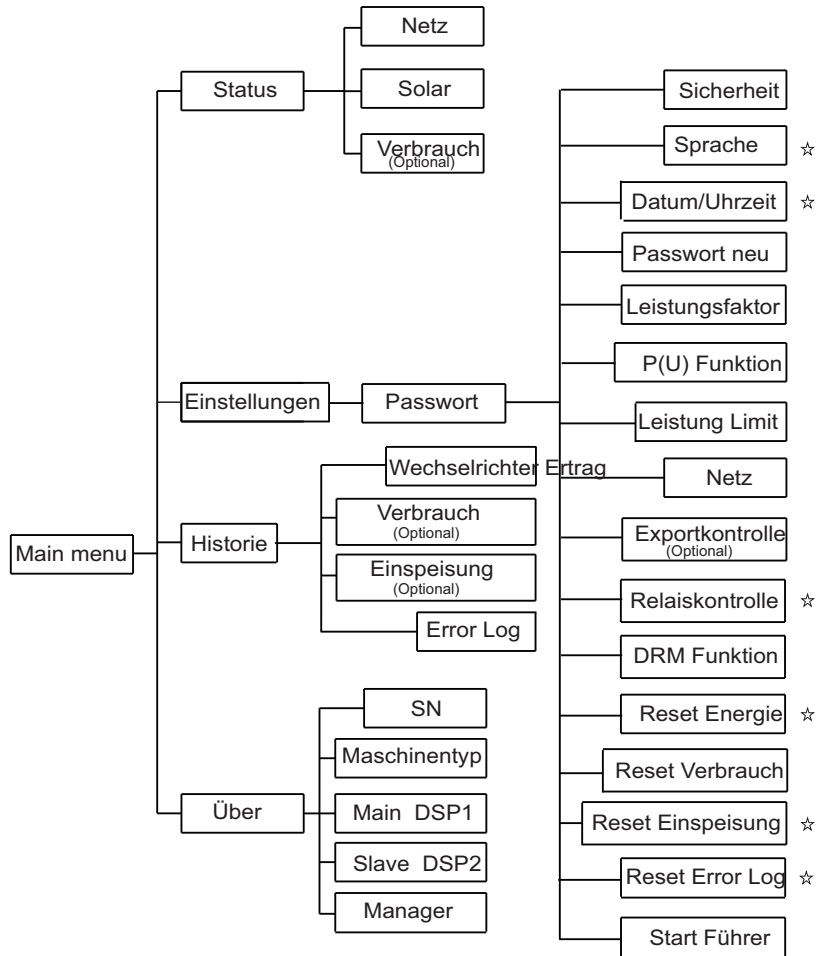 Main menu
Status
Netz
Solar
Verbrauch
(Optional)
Einstellungen
Passwort
Sicherheit
Sprache ☆
Datum/Uhrzeit ☆
Passwort neu
Leistungsfaktor
P(U) Funktion
Leistung Limit
Netz
Exportkontrolle
(Optional)
Relaiskontrolle ☆
DRM Funktion
Reset Energie ☆
Reset Verbrauch
Reset Einspeisung ☆
Reset Error Log ☆
Start Führer
Historie
Wechselrichter Ertrag
Verbrauch
(Optional)
Einspeisung
(Optional)
Error Log
Über
SN
Maschinentyp
Main DSP1
Slave DSP2
Manager